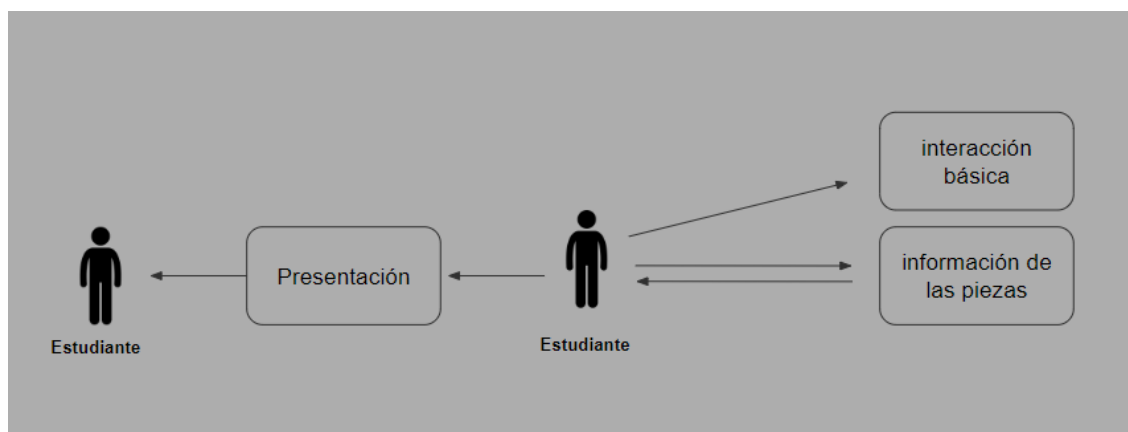 interacción
básica
Presentación
información de
las piezas
Estudiante
Estudiante